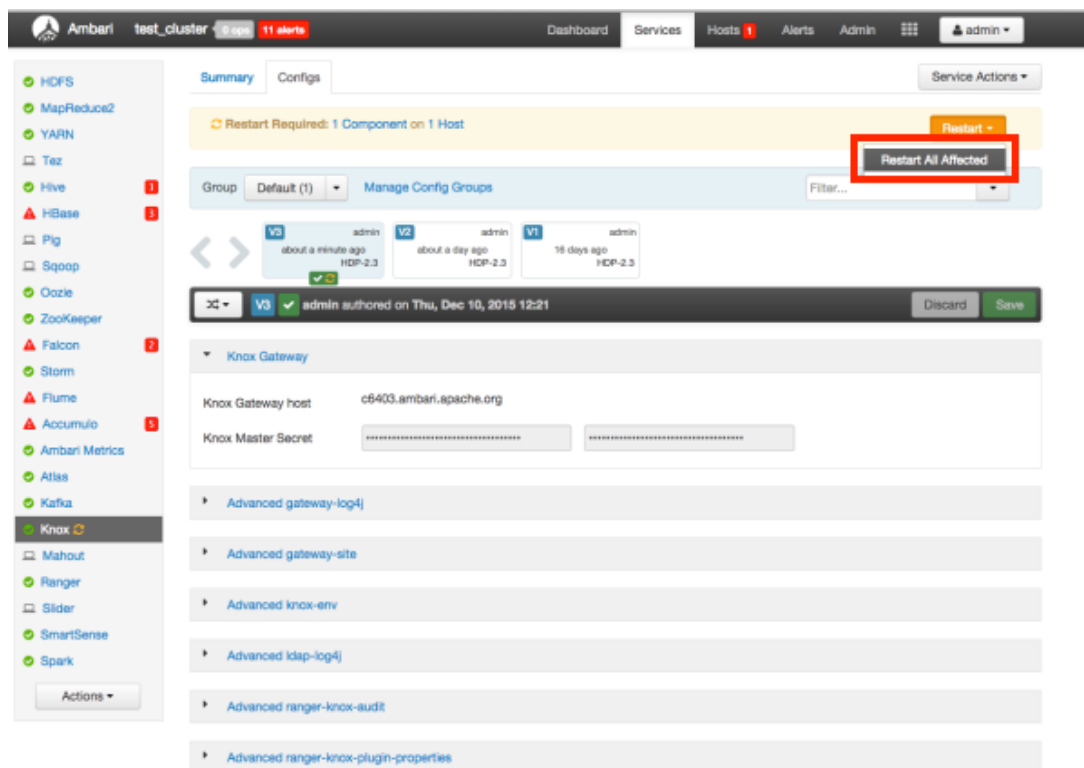 Ambari test_cluster 0 ops 11 alerts Dashboard Services Hosts 1 Alerts Admin admin
Summary Configs Service Actions
Restart Required: 1 Component on 1 Host Restart
Restart All Affected
Group Default (1) Manage Config Groups Filter...
V3 admin V2 admin V1 admin
about a minute ago about a day ago 16 days ago
HDP-2.3 HDP-2.3 HDP-2.3
V3 admin authored on Thu, Dec 10, 2015 12:21 Discard Save
Knox Gateway
Knox Gateway host c6403.ambari.apache.org
Knox Master Secret
Advanced gateway-log4j
Advanced gateway-site
Advanced knox-env
Advanced ldap-log4j
Advanced ranger-knox-audit
Advanced ranger-knox-plugin-properties
HDFS
MapReduce2
YARN
Tez
Hive 1
HBase 3
Pig
Sqoop
Oozie
ZooKeeper
Falcon 2
Storm
Flume
Accumulo 5
Ambari Metrics
Atlas
Kafka
Knox
Mahout
Ranger
Slider
SmartSense
Spark
Actions